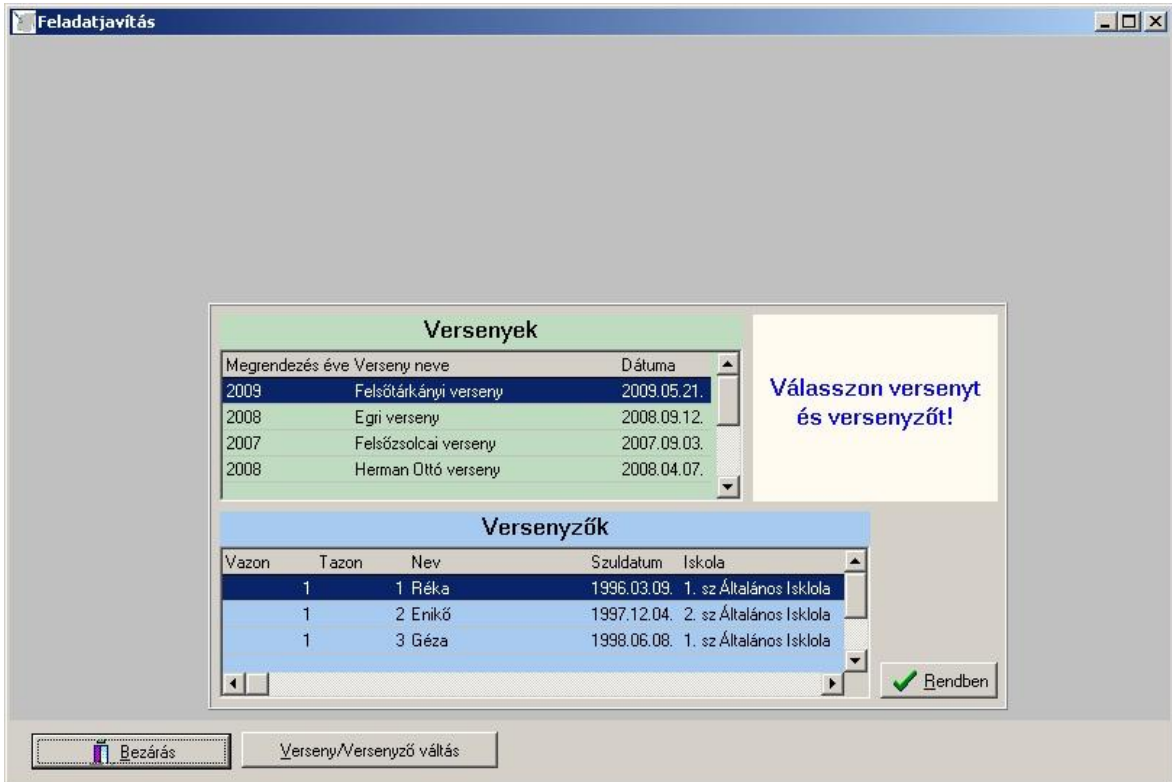 Feladatjavítás
Versenyek
Megrendezés éve Verseny neve Dátuma
2009 Felsőtárkányi verseny 2009.05.21.
2008 Egri verseny 2008.09.12.
2007 Felsőzsolcai verseny 2007.09.03.
2008 Herman Ottó verseny 2008.04.07.
Válasszon versenyt
és versenyzőt!
Versenyzők
Vazon Tazon Nev Szuldatum Iskola
1 1 Réka 1996.03.09. 1. sz Általános Isklola
1 2 Enikő 1997.12.04. 2. sz Általános Isklola
1 3 Géza 1998.06.08. 1. sz Általános Isklola
Rendben
Bezárás Verseny/Versenyző váltás